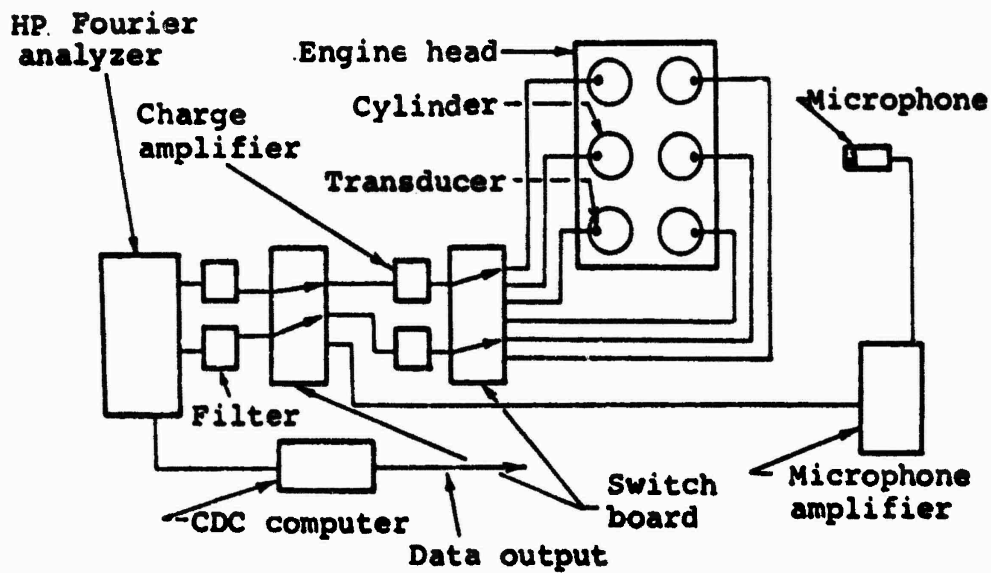 HP. Fourier
analyzer
Engine head
Charge
amplifier
Cylinder
Microphone
Transducer
Filter
CDC computer
Data output
Switch
board
Microphone
amplifier